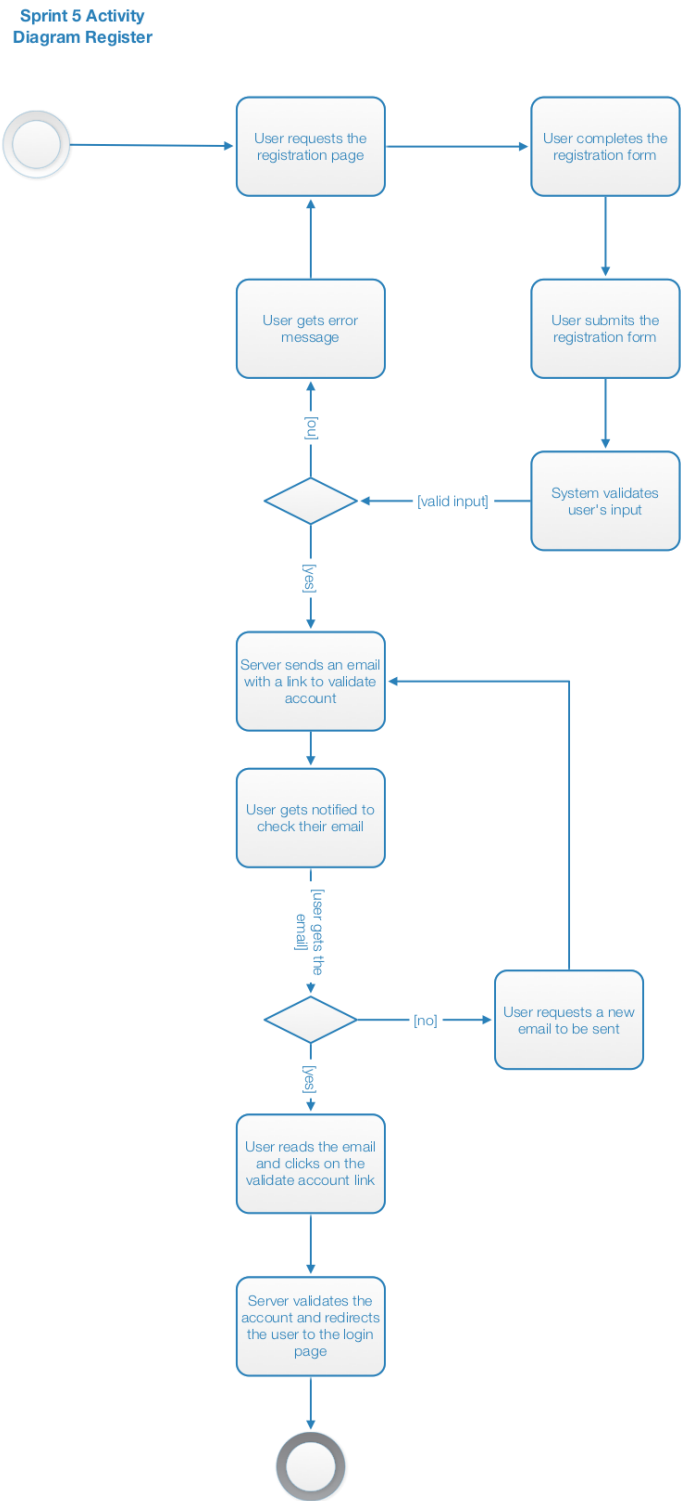 Sprint 5 Activity
Diagram Register
User requests the
registration page
User completes the
registration form
User gets error
message
User submits the
registration form
[no]
System validates
user's input
[valid input]
[yes]
Server sends an email
with a link to validate
account
User gets notified to
check their email
[user gets the
email]
User requests a new
email to be sent
[no]
[yes]
User reads the email
and clicks on the
validate account link
Server validates the
account and redirects
the user to the login
page